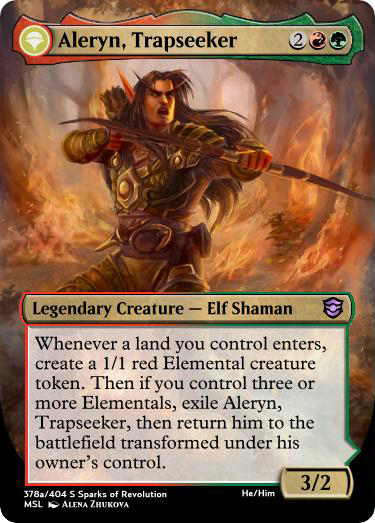 Aleryn, Trapseeker 2
Legendary Creature — Elf Shaman
Whenever a land you control enters,
create a 1/1 red Elemental creature
token. Then if you control three or
more Elementals, exile Aleryn,
Trapseeker, then return him to the
battlefield transformed under his
owner's control.
3/2
378a/404 S Sparks of Revolution He/Him
MSL Alena Zhukova